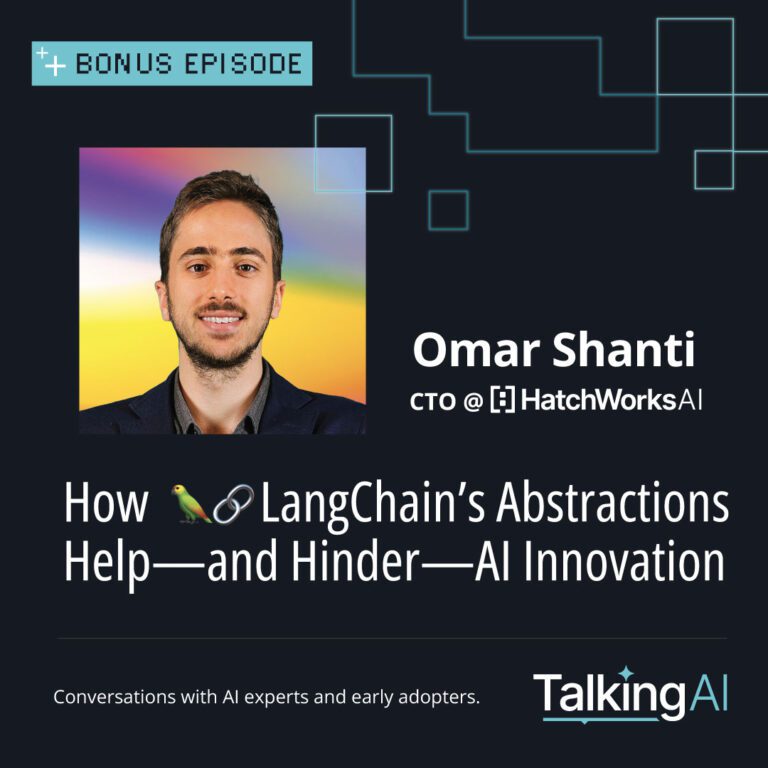 BONUS EPISODE
Omar Shanti
CTO @ HatchWorksAI
How 🦜🔗 LangChain’s Abstractions
Help—and Hinder—AI Innovation
Conversations with AI experts and early adopters.
TalkingAI